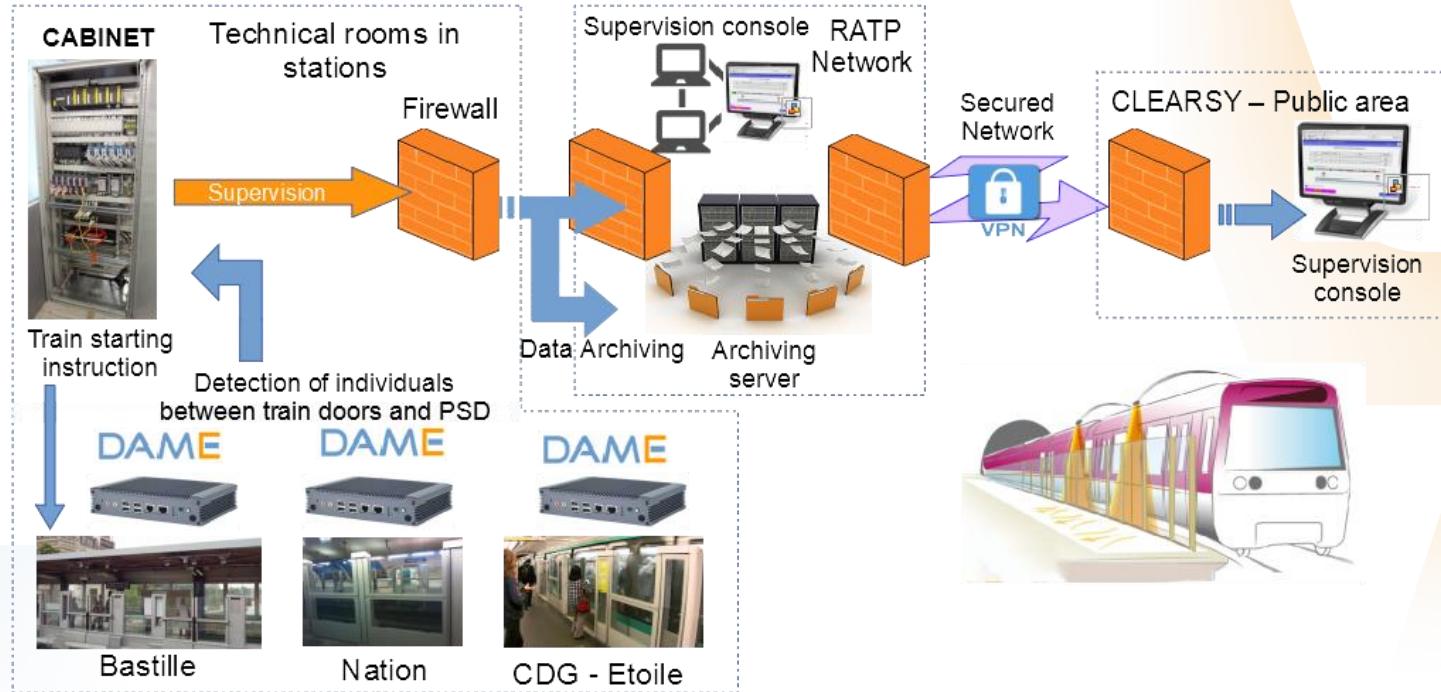 CABINET
Technical rooms in
stations
Firewall
Supervision
Train starting
instruction
Detection of individuals
between train doors and PSD
Data Archiving
Supervision console
RATP
Network
Archiving
server
Secured
Network
VPN
CLEARSY – Public area
Supervision
console
DAME
DAME
DAME
Bastille
Nation
CDG - Etoile